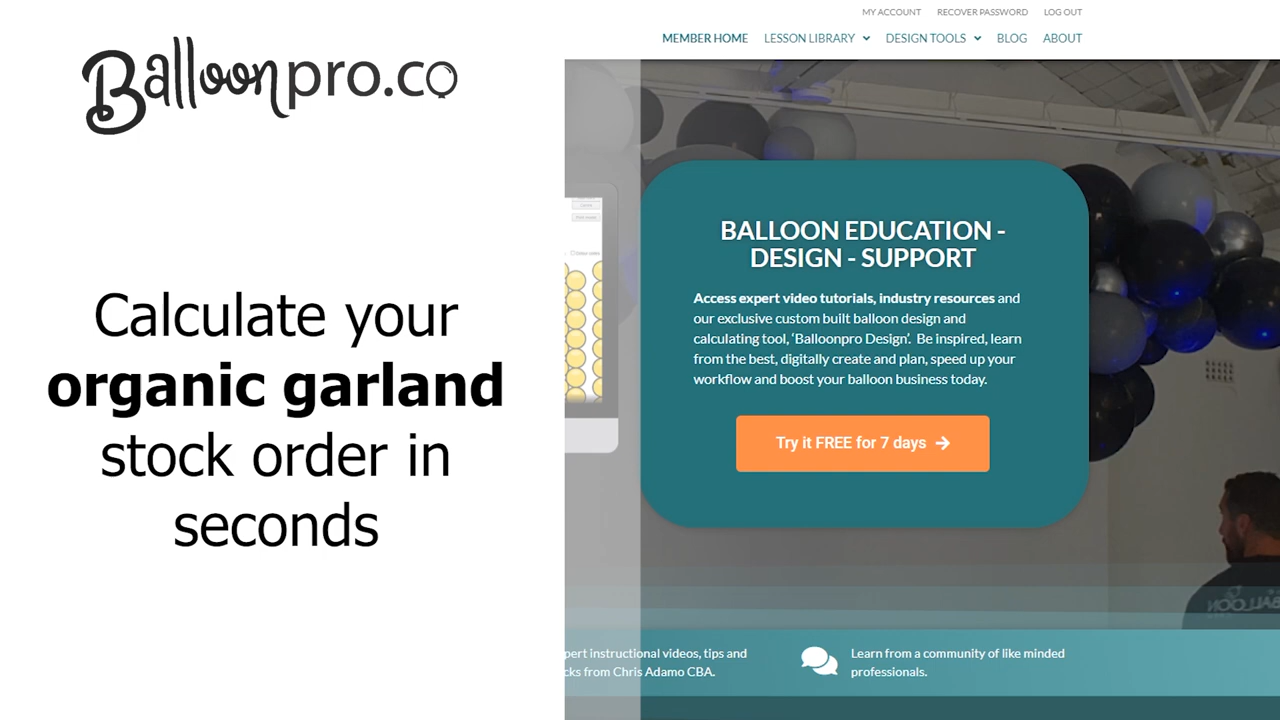 Balloonpro.co
Calculate your
organic garland
stock order in
seconds
MY ACCOUNT RECOVER PASSWORD LOG OUT
MEMBER HOME LESSON LIBRARY DESIGN TOOLS BLOG ABOUT
BALLOON EDUCATION -
DESIGN - SUPPORT
Access expert video tutorials, industry resources and
our exclusive custom built balloon design and
calculating tool, ‘Balloonpro Design’. Be inspired, learn
from the best, digitally create and plan, speed up your
workflow and boost your balloon business today.
Try it FREE for 7 days
pert instructional videos, tips and
cks from Chris Adamo CBA.
Learn from a community of like minded
professionals.